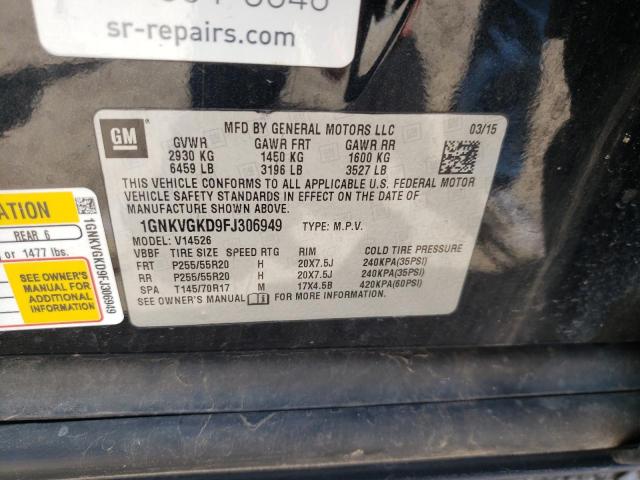 sr-repairs.com
GM
MFD BY GENERAL MOTORS LLC 03/15
GVWR GAWR FRT GAWR RR
2930 KG 1450 KG 1600 KG
6459 LB 3196 LB 3527 LB
THIS VEHICLE CONFORMS TO ALL APPLICABLE U.S. FEDERAL MOTOR
VEHICLE SAFETY STANDARDS IN EFFECT ON THE DATE OF
MANUFACTURE SHOWN ABOVE.
1GNKVGKD9FJ306949 TYPE: M.P.V.
MODEL: V14526
VBBF TIRE SIZE SPEED RTG RIM COLD TIRE PRESSURE
FRT P255/55R20 H 20X7.5J 240KPA(35PSI)
RR P255/55R20 H 20X7.5J 240KPA(35PSI)
SPA T145/70R17 M 17X4.5B 420KPA(60PSI)
SEE OWNER'S MANUAL FOR MORE INFORMATION.
REAR 6
or 1477 lbs.
SEE OWNER'S
MANUAL FOR
ADDITIONAL
INFORMATION
1GNKVGKD9FJ306949